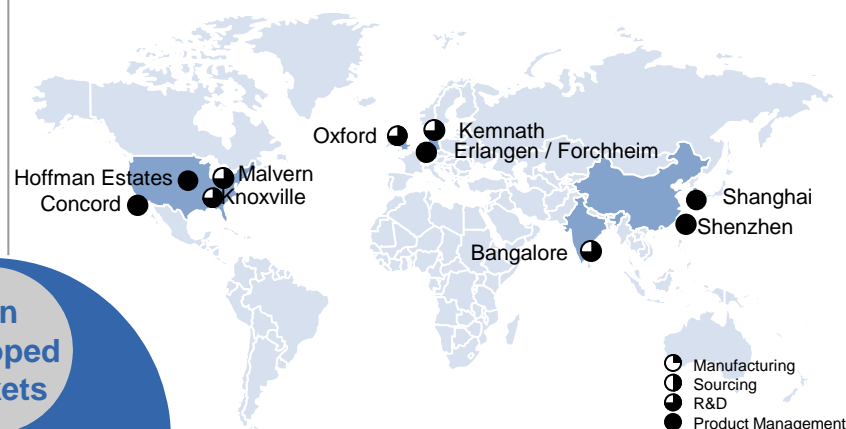 Oxford
Kemnath
Erlangen / Forchheim
Hoffman Estates
Malvern
Concord
Knoxville
Shanghai
Shenzhen
Bangalore
Manufacturing
Sourcing
R&D
Product Management